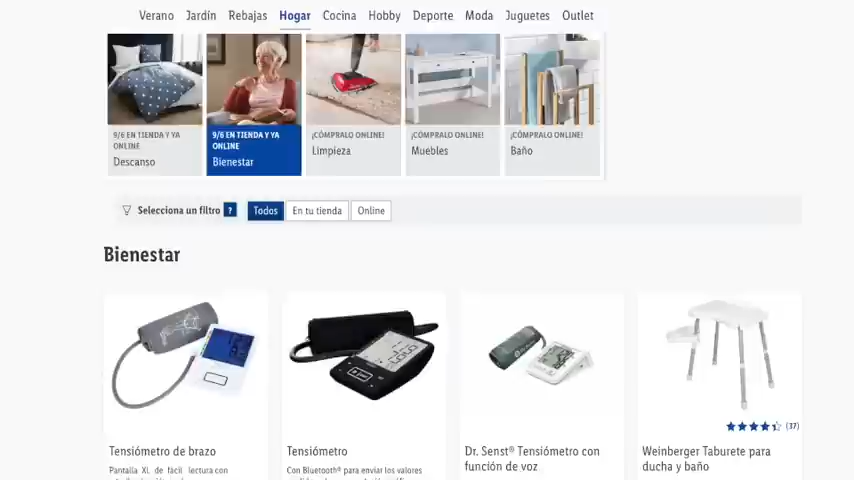 Verano Jardín Rebajas Hogar Cocina Hobby Deporte Moda Juguetes Outlet
9/6 EN TIENDA Y YA
ONLINE
Descanso
9/6 EN TIENDA Y YA
ONLINE
Bienestar
¡CÓMPRALO ONLINE!
Limpieza
¡CÓMPRALO ONLINE!
Muebles
¡CÓMPRALO ONLINE!
Baño
Selecciona un filtro ? Todos En tu tienda Online
Bienestar
(37)
Tensiómetro de brazo
Pantalla XL de fácil lectura con
Tensiómetro
Con Bluetooth® para enviar los valores
Dr. Senst® Tensiómetro con
función de voz
Weinberger Taburete para
ducha y baño